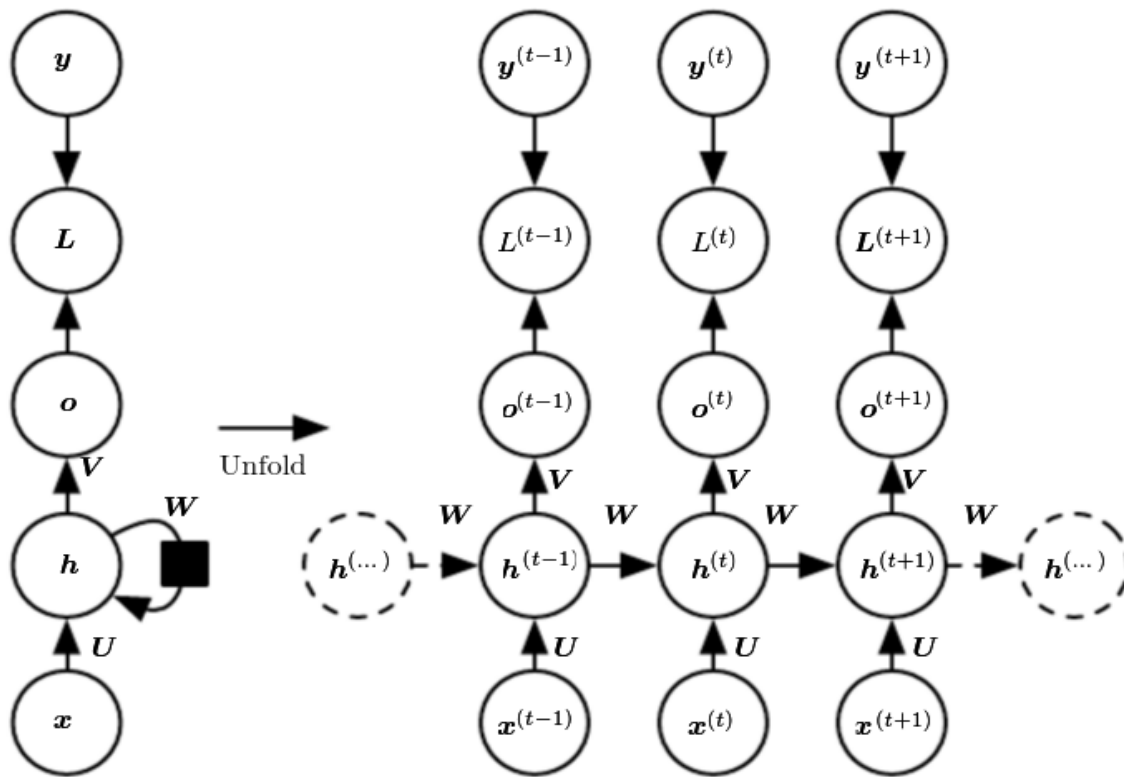 y y^(t−1) y^(t) y^(t+1)
L L^(t−1) L^(t) L^(t+1)
o o^(t−1) o^(t) o^(t+1)
Unfold
V V V V
W W W W W
h h^(...) h^(t−1) h^(t) h^(t+1) h^(...)
U U U U
x x^(t−1) x^(t) x^(t+1)